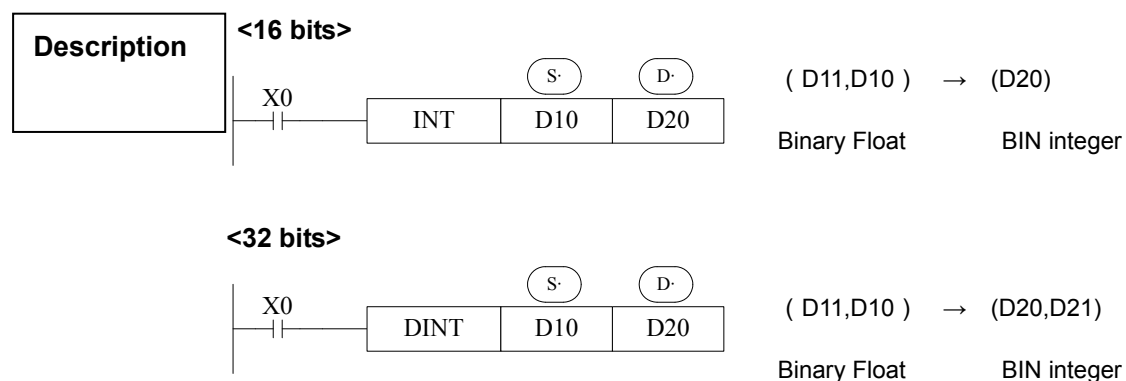 Description
<16 bits>
S· D·
X0
INT D10 D20
( D11,D10 ) → (D20)
Binary Float BIN integer
<32 bits>
S· D·
X0
DINT D10 D20
( D11,D10 ) → (D20,D21)
Binary Float BIN integer